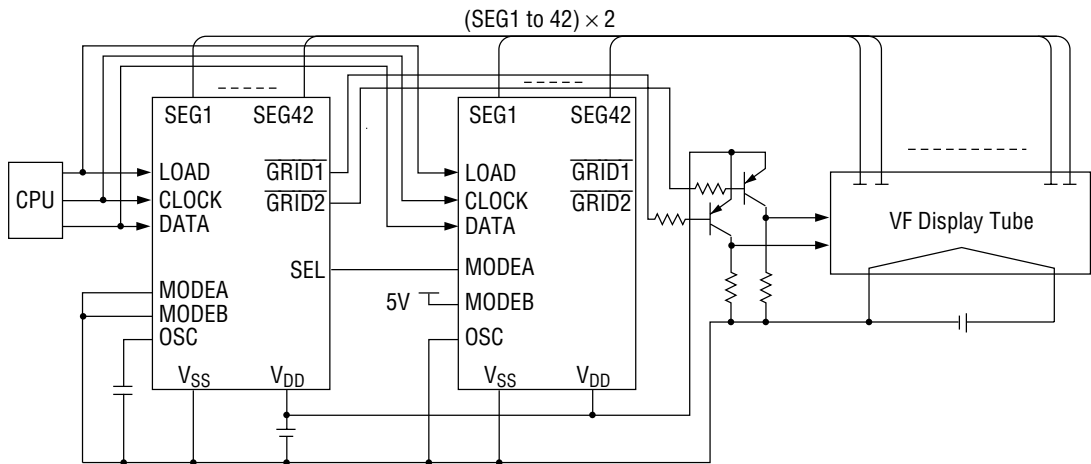 (SEG1 to 42) × 2
SEG1 SEG42
SEG1 SEG42
CPU
LOAD
CLOCK
DATA
GRID1
GRID2
SEL
MODEA
MODEB
OSC
VSS VDD
LOAD
CLOCK
DATA
GRID1
GRID2
MODEA
5V MODEB
OSC
VSS VDD
VF Display Tube